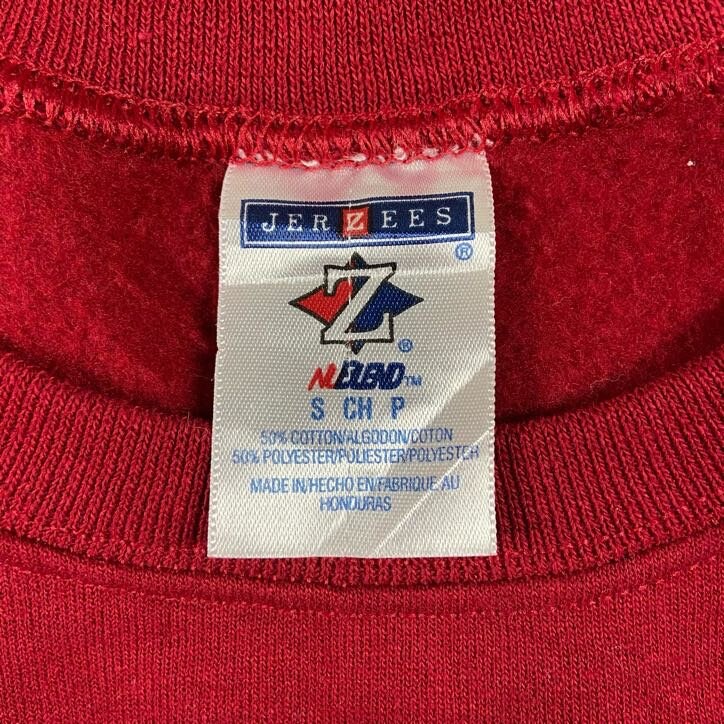 JERZEES
®
Z
®
NUBLEND™
S CH P
50% COTTON/ALGODON/COTON
50% POLYESTER/POLIESTER/POLYESTER
MADE IN/HECHO EN/FABRIQUE AU
HONDURAS